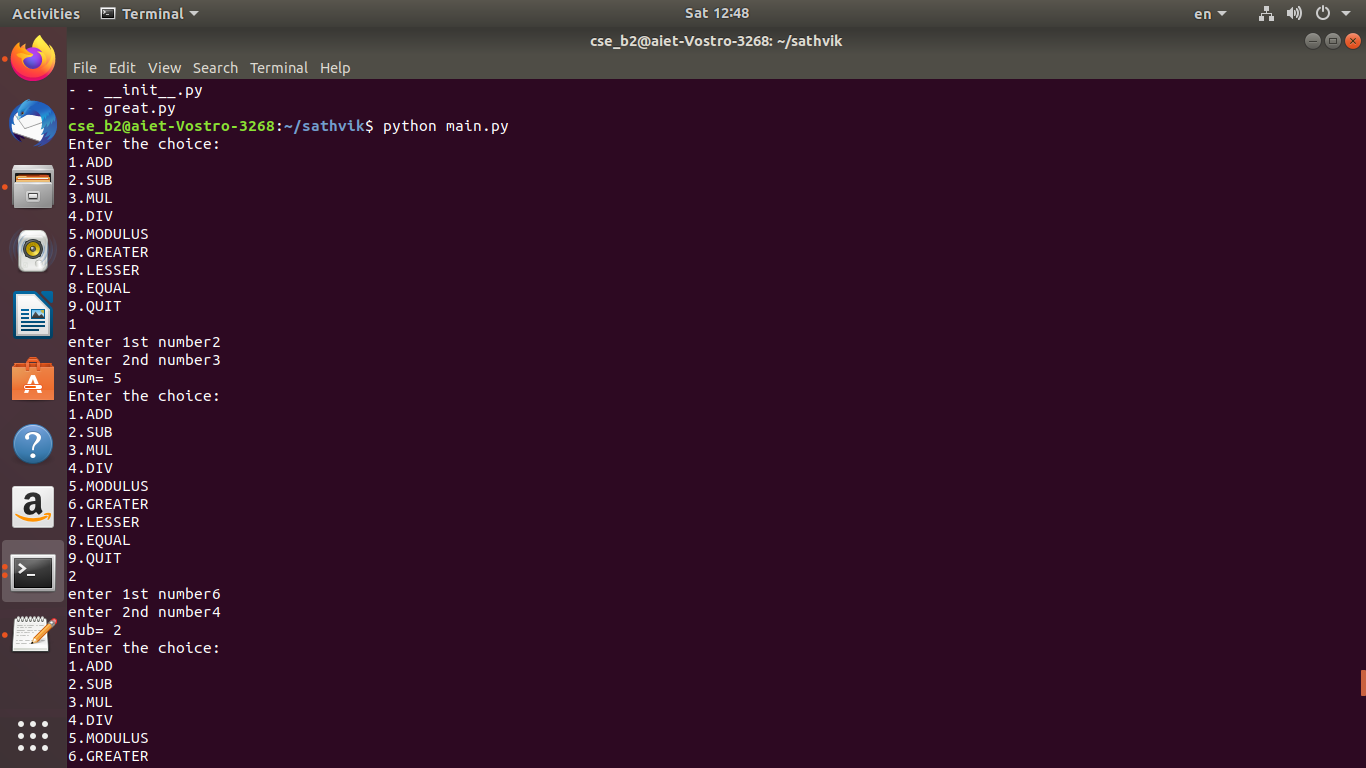 Activities Terminal Sat 12:48 en
cse_b2@aiet-Vostro-3268: ~/sathvik
File Edit View Search Terminal Help
- - __init__.py
- - great.py
cse_b2@aiet-Vostro-3268:~/sathvik$ python main.py
Enter the choice:
1.ADD
2.SUB
3.MUL
4.DIV
5.MODULUS
6.GREATER
7.LESSER
8.EQUAL
9.QUIT
1
enter 1st number2
enter 2nd number3
sum= 5
Enter the choice:
1.ADD
2.SUB
3.MUL
4.DIV
5.MODULUS
6.GREATER
7.LESSER
8.EQUAL
9.QUIT
2
enter 1st number6
enter 2nd number4
sub= 2
Enter the choice:
1.ADD
2.SUB
3.MUL
4.DIV
5.MODULUS
6.GREATER